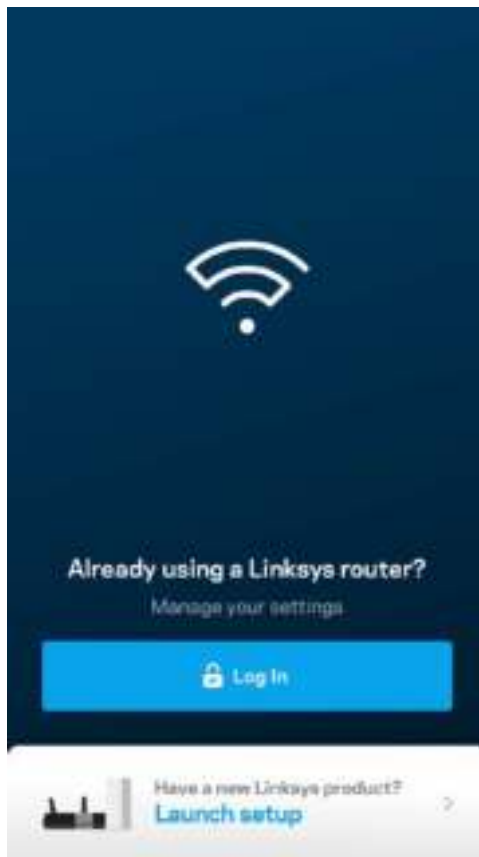 Already using a Linksys router?
Manage your settings
Log In
Have a new Linksys product?
Launch setup